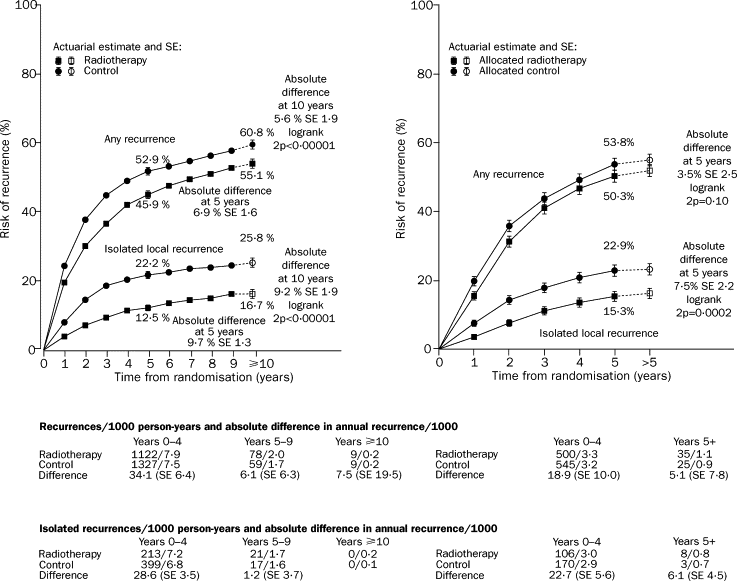 100
80
60
40
20
0
Risk of recurrence (%)
Actuarial estimate and SE:
Radiotherapy
Control
Any recurrence
52·9 %
45·9 %
Absolute difference
at 5 years
6·9 % SE 1·6
60·8 %
55·1 %
Absolute
difference
at 10 years
5·6 % SE 1·9
logrank
2p<0·00001
Isolated local recurrence
22·2 %
12·5 %
Absolute difference
at 5 years
9·7 % SE 1·3
25·8 %
16·7 %
Absolute
difference
at 10 years
9·2 % SE 1·9
logrank
2p<0·00001
0 1 2 3 4 5 6 7 8 9 ≥10
Time from randomisation (years)
100
80
60
40
20
0
Risk of recurrence (%)
Actuarial estimate and SE:
Allocated radiotherapy
Allocated control
Any recurrence
53·8%
50·3%
Absolute
difference
at 5 years
3·5% SE 2·5
logrank
2p=0·10
22·9%
15·3%
Isolated local recurrence
Absolute
difference
at 5 years
7·5% SE 2·2
logrank
2p=0·0002
0 1 2 3 4 5 >5
Time from randomisation (years)
Recurrences/1000 person-years and absolute difference in annual recurrence/1000
Years 0–4 Years 5–9 Years ≥10 Years 0–4 Years 5+
Radiotherapy 1122/7·9 78/2·0 9/0·2 Radiotherapy 500/3·3 35/1·1
Control 1327/7·5 59/1·7 9/0·2 Control 545/3·2 25/0·9
Difference 34·1 (SE 6·4) 6·1 (SE 6·3) 7·5 (SE 19·5) Difference 18·9 (SE 10·0) 5·1 (SE 7·8)
Isolated recurrences/1000 person-years and absolute difference in annual recurrence/1000
Years 0–4 Years 5–9 Years ≥10 Years 0–4 Years 5+
Radiotherapy 213/7·2 21/1·7 0/0·2 Radiotherapy 106/3·0 8/0·8
Control 399/6·8 17/1·6 0/0·1 Control 170/2·9 3/0·7
Difference 28·6 (SE 3·5) 1·2 (SE 3·7) Difference 22·7 (SE 5·6) 6·1 (SE 4·5)